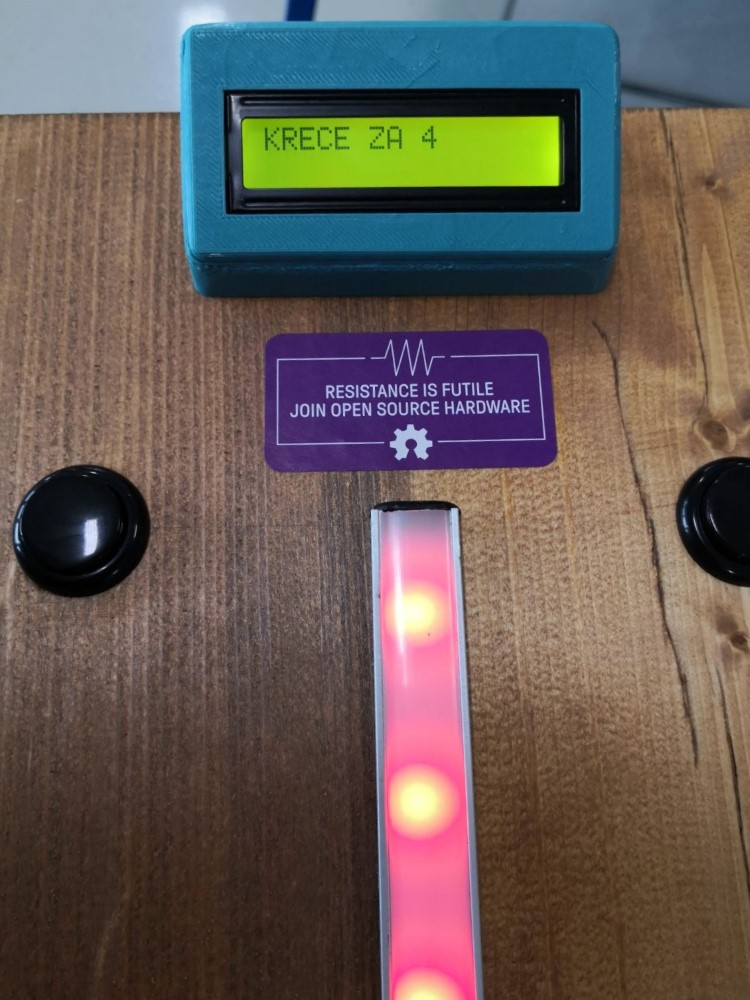 KRECE ZA 4
RESISTANCE IS FUTILE
JOIN OPEN SOURCE HARDWARE